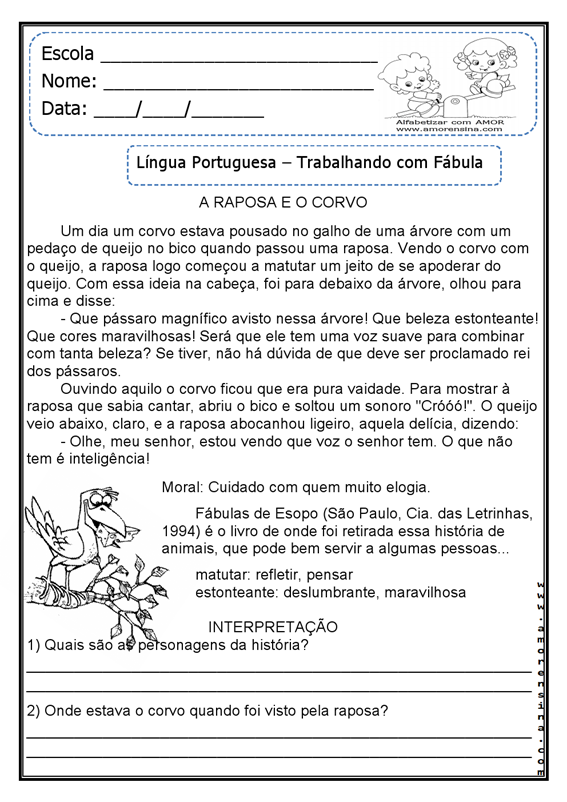 Escola ________________________________
Nome: _______________________________
Data: ____/____/_______
Alfabetizar com AMOR
www.amorensina.com
Língua Portuguesa – Trabalhando com Fábula
A RAPOSA E O CORVO
Um dia um corvo estava pousado no galho de uma árvore com um
pedaço de queijo no bico quando passou uma raposa. Vendo o corvo com
o queijo, a raposa logo começou a matutar um jeito de se apoderar do
queijo. Com essa ideia na cabeça, foi para debaixo da árvore, olhou para
cima e disse:
- Que pássaro magnífico avisto nessa árvore! Que beleza estonteante!
Que cores maravilhosas! Será que ele tem uma voz suave para combinar
com tanta beleza? Se tiver, não há dúvida de que deve ser proclamado rei
dos pássaros.
Ouvindo aquilo o corvo ficou que era pura vaidade. Para mostrar à
raposa que sabia cantar, abriu o bico e soltou um sonoro "Cróóó!". O queijo
veio abaixo, claro, e a raposa abocanhou ligeiro, aquela delícia, dizendo:
- Olhe, meu senhor, estou vendo que voz o senhor tem. O que não
tem é inteligência!
Moral: Cuidado com quem muito elogia.
Fábulas de Esopo (São Paulo, Cia. das Letrinhas,
1994) é o livro de onde foi retirada essa história de
animais, que pode bem servir a algumas pessoas...
matutar: refletir, pensar
estonteante: deslumbrante, maravilhosa
INTERPRETAÇÃO
1) Quais são as personagens da história?
2) Onde estava o corvo quando foi visto pela raposa?
www.amorensina.com